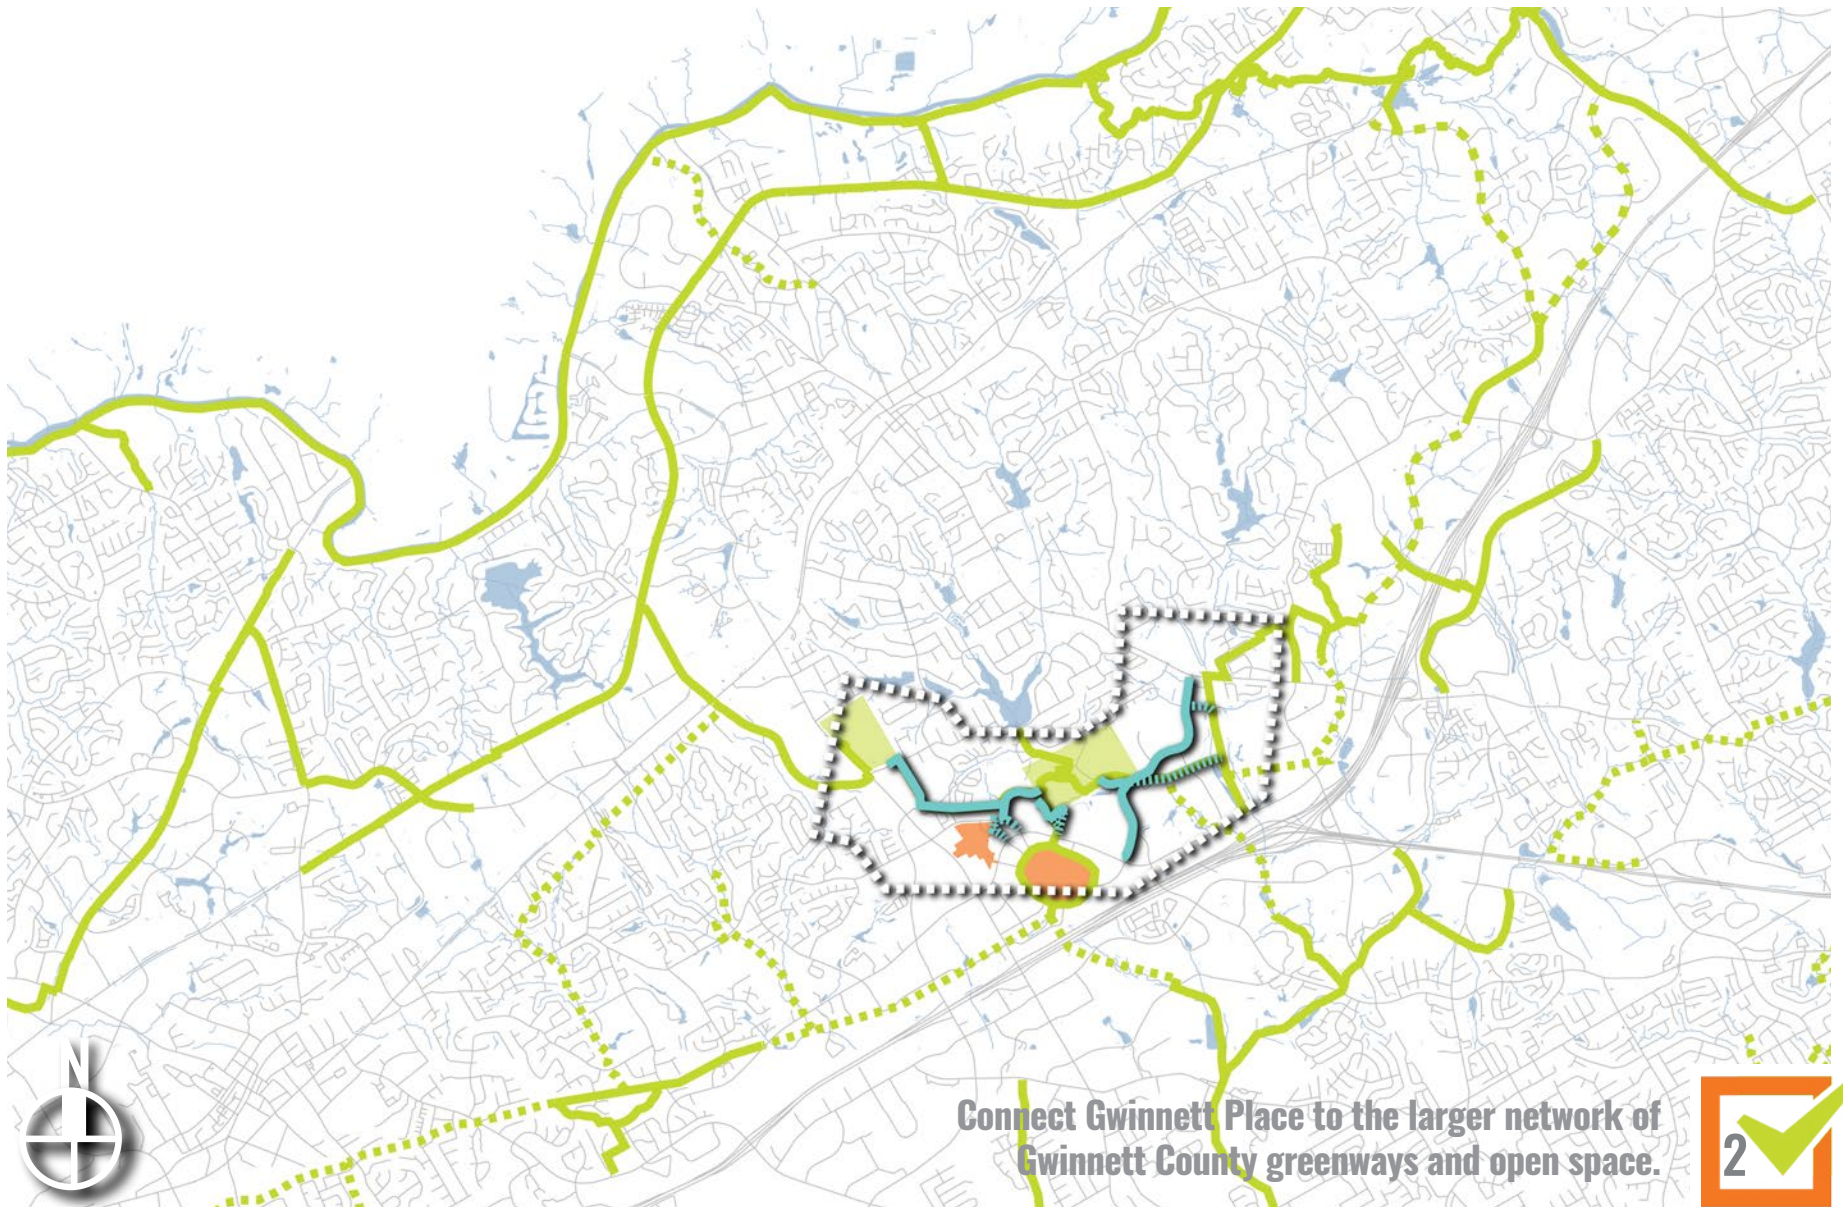 N
Connect Gwinnett Place to the larger network of
Gwinnett County greenways and open space.
2